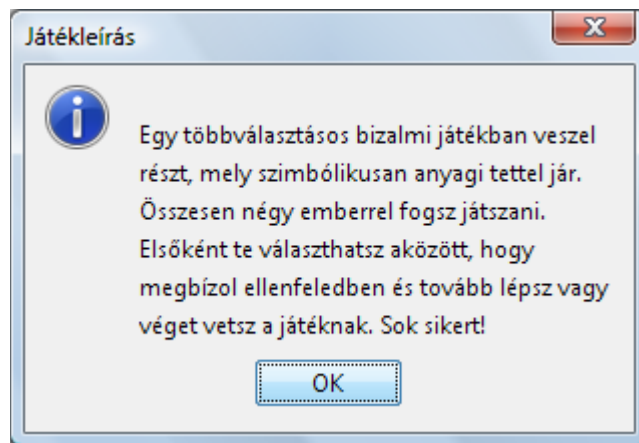 Játékleírás
Egy többválasztásos bizalmi játékban veszel
részt, mely szimbólikusan anyagi tettel jár.
Összesen négy emberrel fogsz játszani.
Elsőként te választhatsz aközött, hogy
megbízol ellenfeledben és tovább lépsz vagy
véget vetsz a játéknak. Sok sikert!
OK